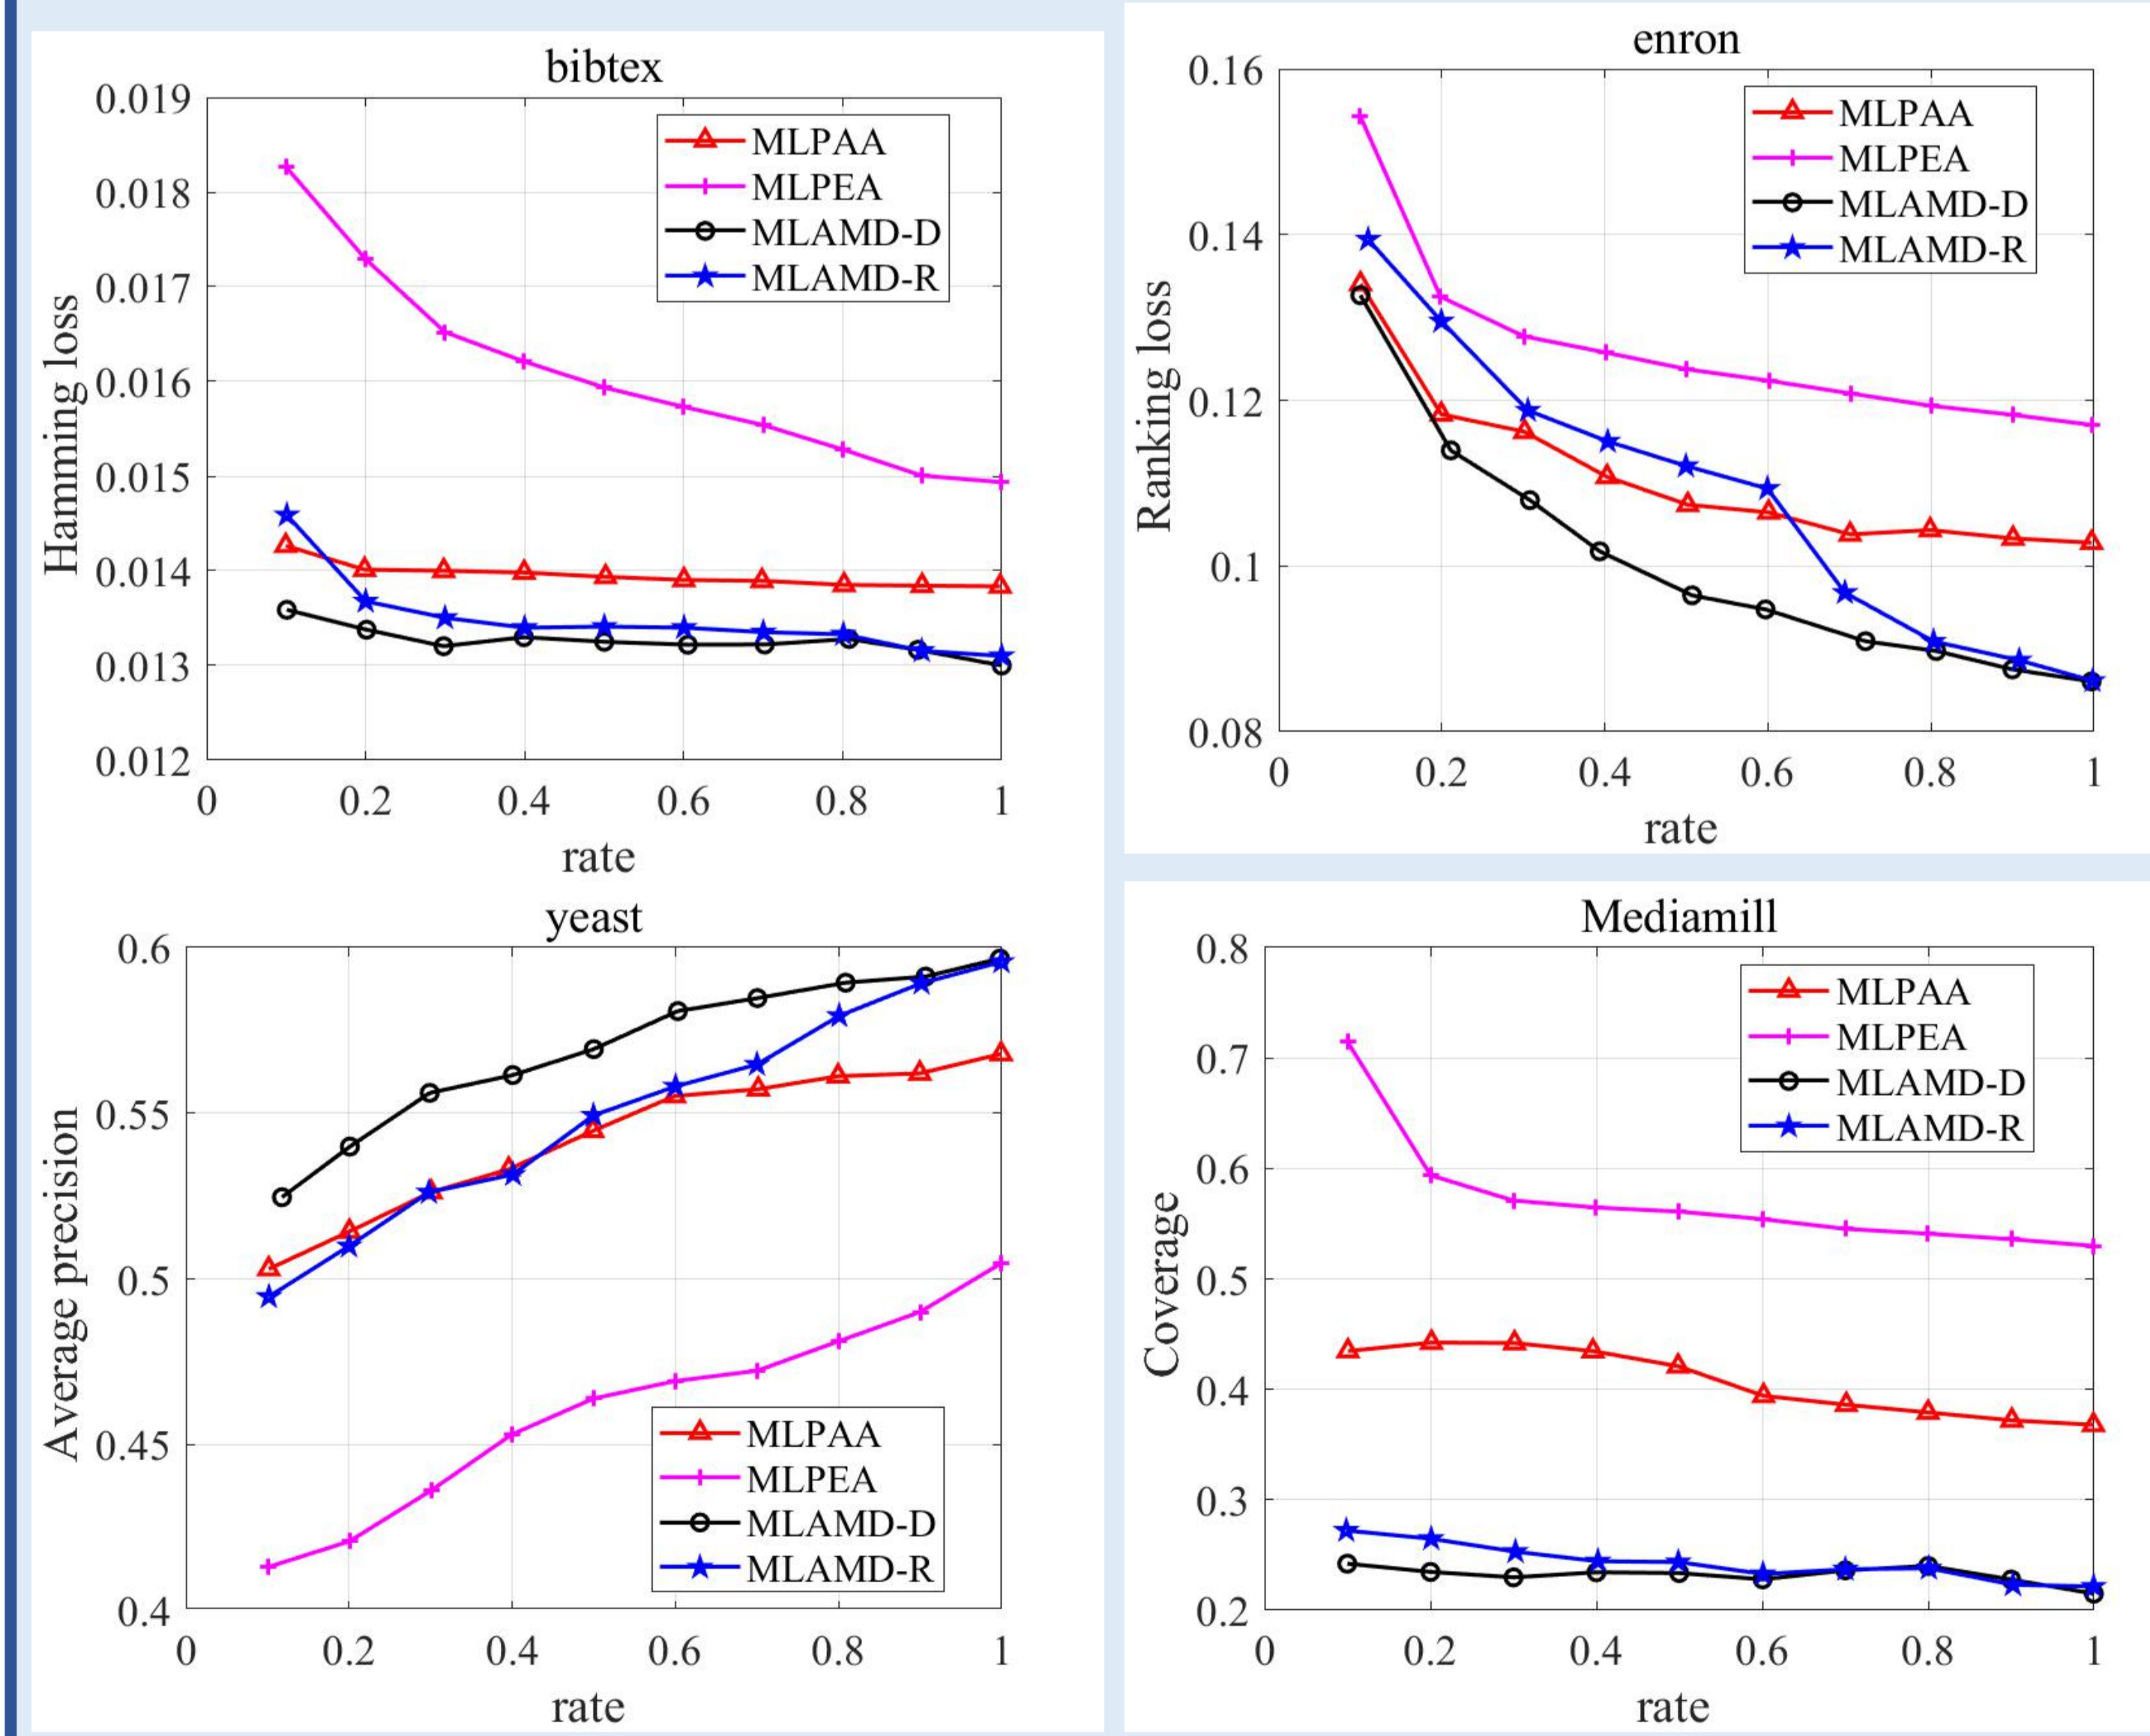 bibtex
0.019
0.018
0.017
0.016
0.015
0.014
0.013
0.012
Hamming loss
0 0.2 0.4 0.6 0.8 1
rate
MLPAA
MLPEA
MLAMD-D
MLAMD-R
enron
0.16
0.14
0.12
0.1
0.08
Ranking loss
0 0.2 0.4 0.6 0.8 1
rate
MLPAA
MLPEA
MLAMD-D
MLAMD-R
yeast
0.6
0.55
0.5
0.45
0.4
Average precision
0 0.2 0.4 0.6 0.8 1
rate
MLPAA
MLPEA
MLAMD-D
MLAMD-R
Mediamill
0.8
0.7
0.6
0.5
0.4
0.3
0.2
Coverage
0 0.2 0.4 0.6 0.8 1
rate
MLPAA
MLPEA
MLAMD-D
MLAMD-R